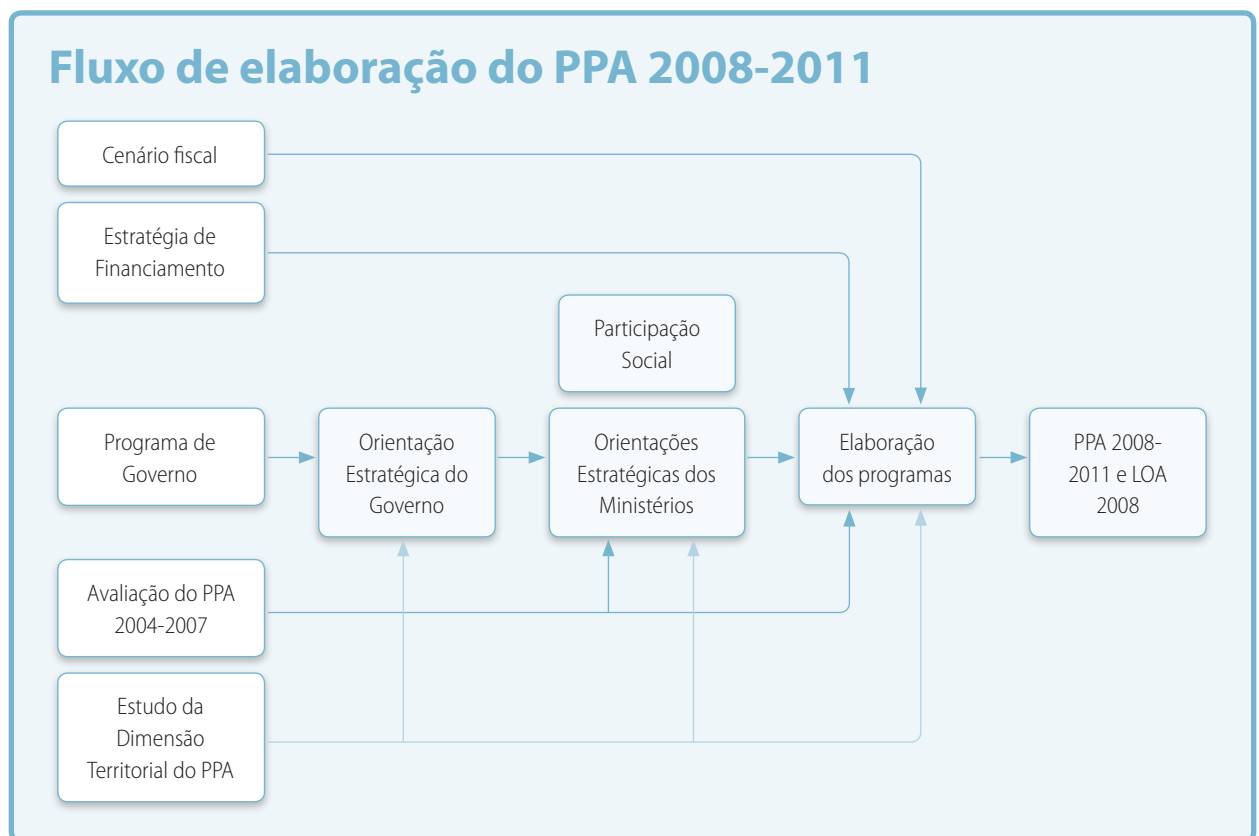 Fluxo de elaboração do PPA 2008-2011
Cenário fiscal
Estratégia de
Financiamento
Participação
Social
Programa de
Governo
Orientação
Estratégica do
Governo
Orientações
Estratégicas dos
Ministérios
Elaboração
dos programas
PPA 2008-
2011 e LOA
2008
Avaliação do PPA
2004-2007
Estudo da
Dimensão
Territorial do PPA